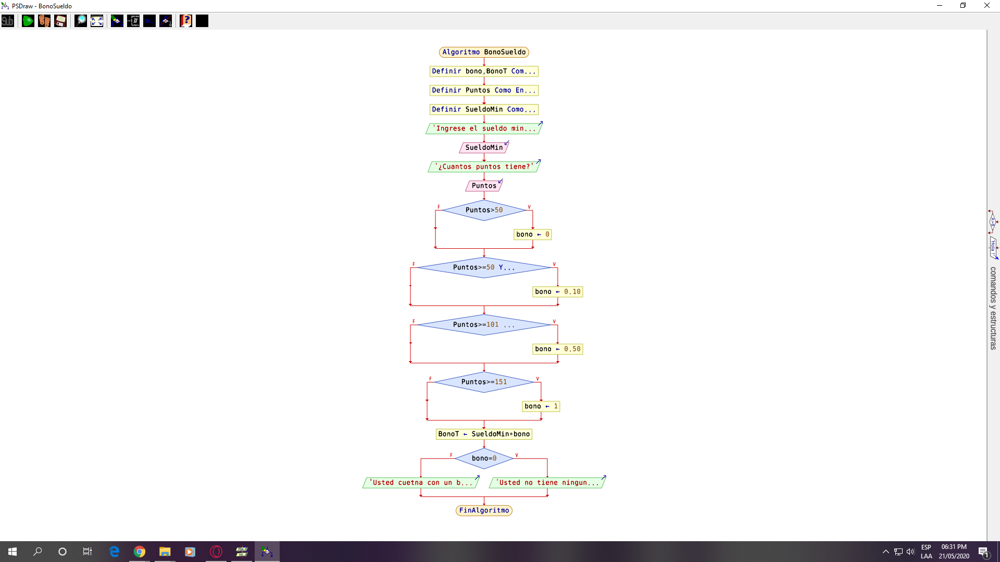 PSDraw - BonoSueldo
Sub
Algoritmo BonoSueldo
Definir bono,BonoT Com...
Definir Puntos Como En...
Definir SueldoMin Como...
'Ingrese el sueldo min...
SueldoMin
'¿Cuantos puntos tiene?'
Puntos
F
Puntos>50
V
bono ← 0
F
Puntos>=50 Y...
V
bono ← 0.10
F
Puntos>=101 ...
V
bono ← 0.50
F
Puntos>=151
V
bono ← 1
BonoT ← SueldoMin*bono
F
bono=0
V
'Usted cuetna con un b...
'Usted no tiene ningun...
FinAlgoritmo
A>B
'Hola !'
comandos y estructuras
ESP
LAA
06:31 PM
21/05/2020
1